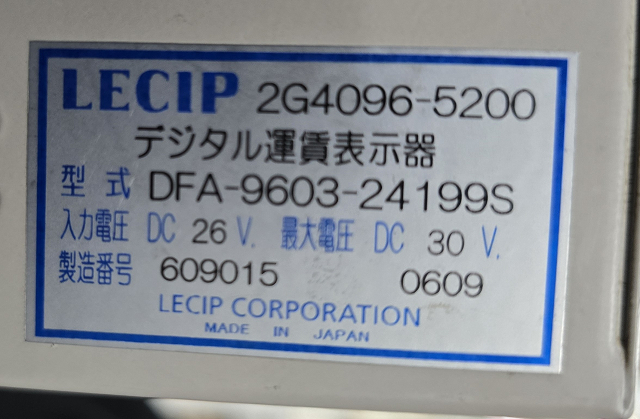 LECIP 2G4096-5200
デジタル運賃表示器
型式 DFA-9603-24199S
入力電圧 DC 26 V. 最大電圧 DC 30 V.
製造番号 609015 0609
LECIP CORPORATION
MADE IN JAPAN